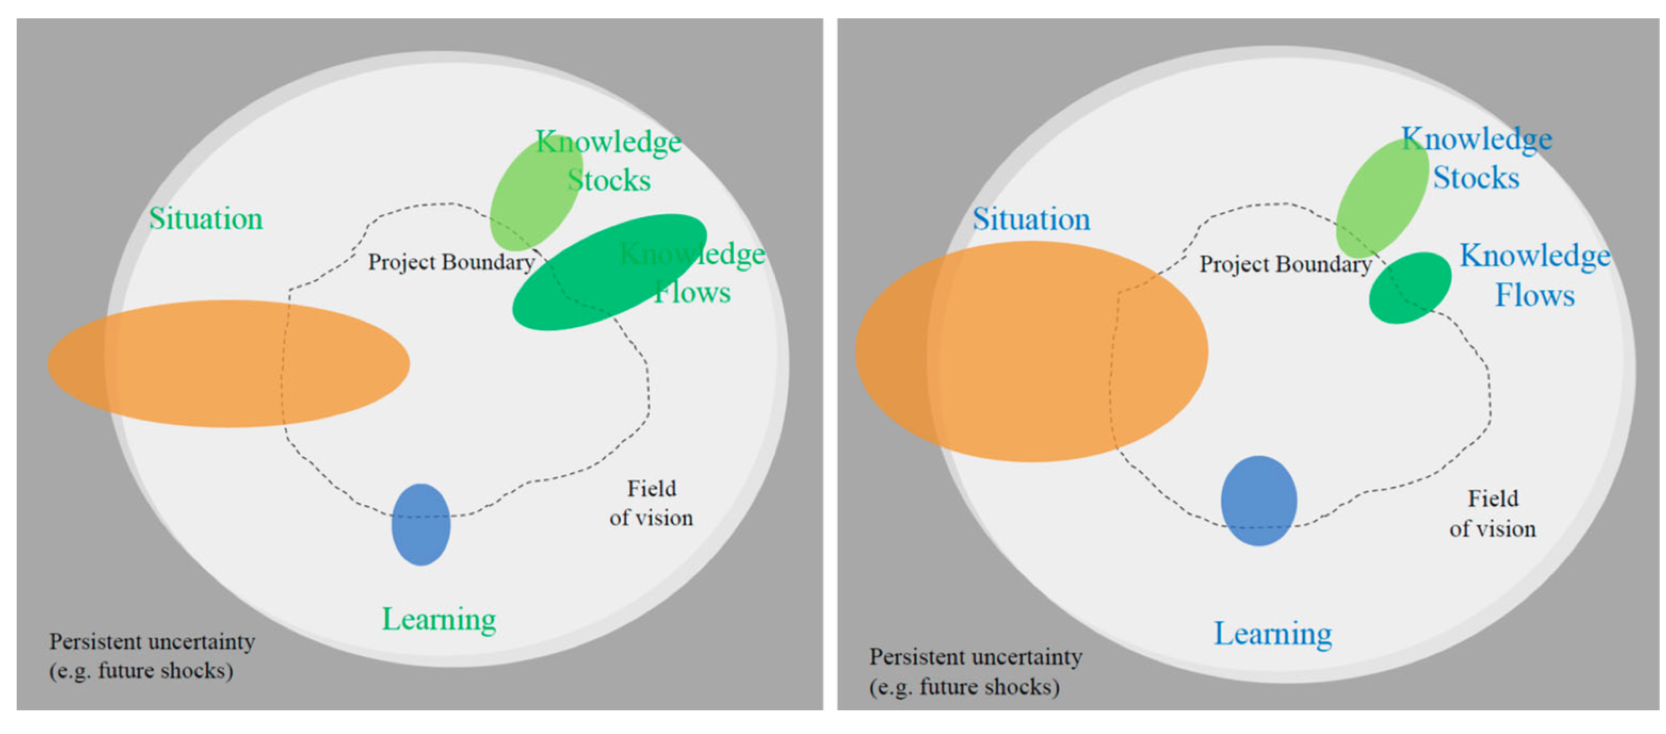 Knowledge
Stocks
Situation
Knowledge
Flows
Project Boundary
Field
of vision
Learning
Persistent uncertainty
(e.g. future shocks)
Knowledge
Stocks
Situation
Knowledge
Flows
Project Boundary
Field
of vision
Learning
Persistent uncertainty
(e.g. future shocks)